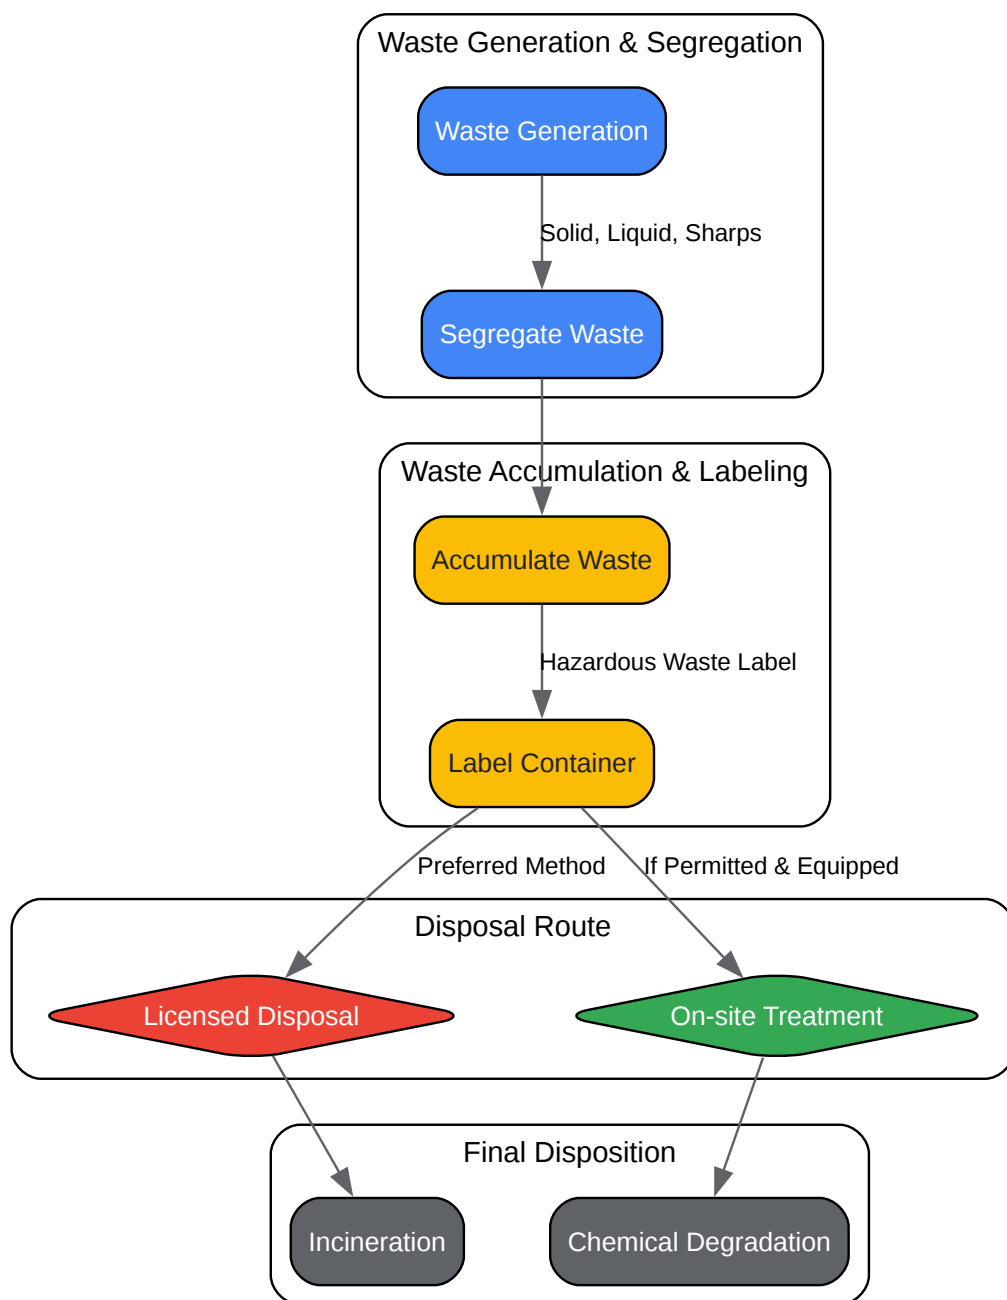 Waste Generation & Segregation
Waste Generation
Solid, Liquid, Sharps
Segregate Waste
Waste Accumulation & Labeling
Accumulate Waste
Hazardous Waste Label
Label Container
Preferred Method
If Permitted & Equipped
Disposal Route
Licensed Disposal
On-site Treatment
Final Disposition
Incineration
Chemical Degradation